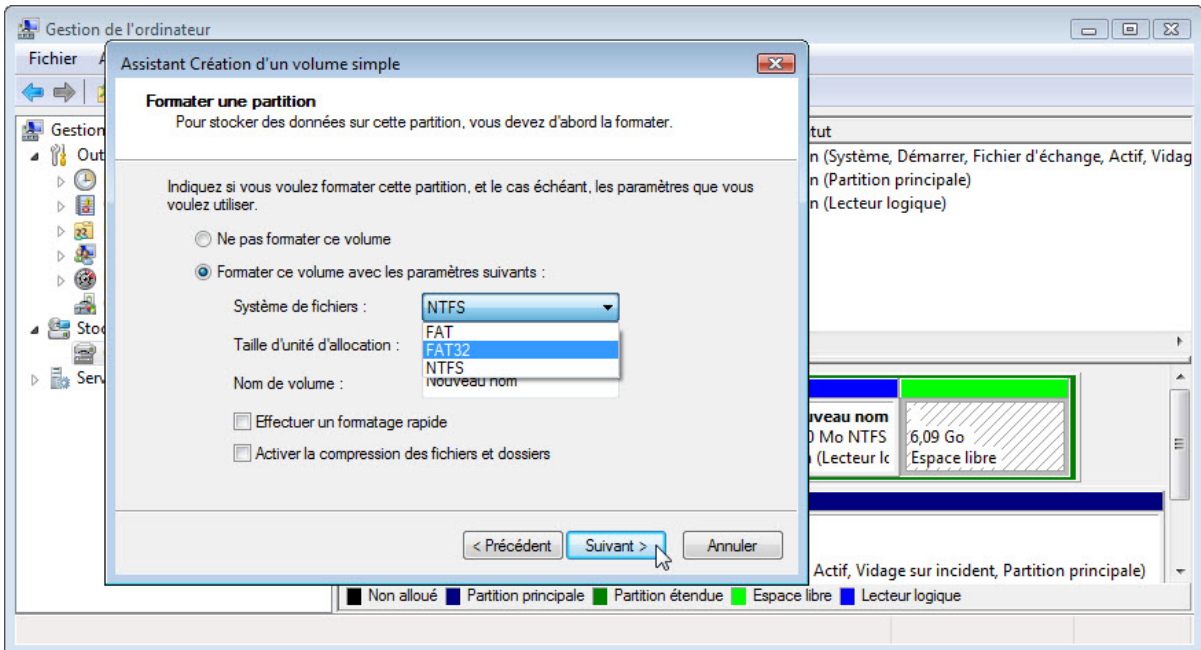 Gestion de l'ordinateur
Fichier
Assistant Création d'un volume simple
Formater une partition
Pour stocker des données sur cette partition, vous devez d'abord la formater.
Gestion
Out
Stoc
Serv
Indiquez si vous voulez formater cette partition, et le cas échéant, les paramètres que vous
voulez utiliser.
Ne pas formater ce volume
Formater ce volume avec les paramètres suivants :
Système de fichiers :
NTFS
FAT
FAT32
NTFS
Taille d'unité d'allocation :
Nom de volume :
Nouveau nom
Effectuer un formatage rapide
Activer la compression des fichiers et dossiers
< Précédent
Suivant >
Annuler
tut
n (Système, Démarrer, Fichier d'échange, Actif, Vidag
n (Partition principale)
n (Lecteur logique)
uveau nom
0 Mo NTFS
(Lecteur lc
6,09 Go
Espace libre
Actif, Vidage sur incident, Partition principale)
Non alloué
Partition principale
Partition étendue
Espace libre
Lecteur logique